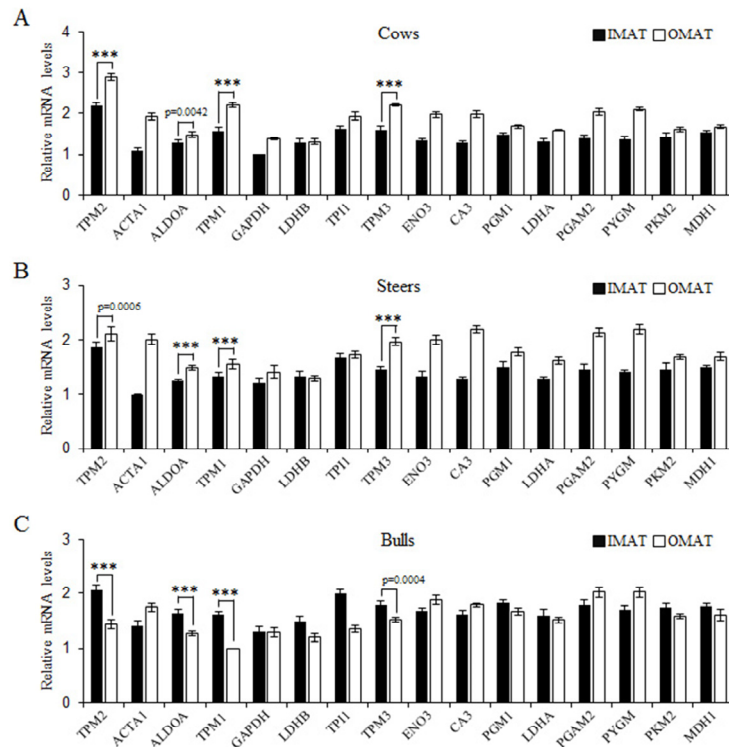 A
Cows
IMAT
OMAT
Relative mRNA levels
4
3
2
1
0
***
p=0.0042
***
***
TPM2
ACTA1
ALDOA
TPM1
GAPDH
LDHB
TPI1
TPM3
ENO3
CA3
PGM1
LDHA
PGAM2
PYGM
PKM2
MDH1
B
Steers
IMAT
OMAT
Relative mRNA levels
3
2
1
0
p=0.0006
***
***
***
TPM2
ACTA1
ALDOA
TPM1
GAPDH
LDHB
TPI1
TPM3
ENO3
CA3
PGM1
LDHA
PGAM2
PYGM
PKM2
MDH1
C
Bulls
IMAT
OMAT
Relative mRNA levels
3
2
1
0
***
***
***
p=0.0004
TPM2
ACTA1
ALDOA
TPM1
GAPDH
LDHB
TPI1
TPM3
ENO3
CA3
PGM1
LDHA
PGAM2
PYGM
PKM2
MDH1